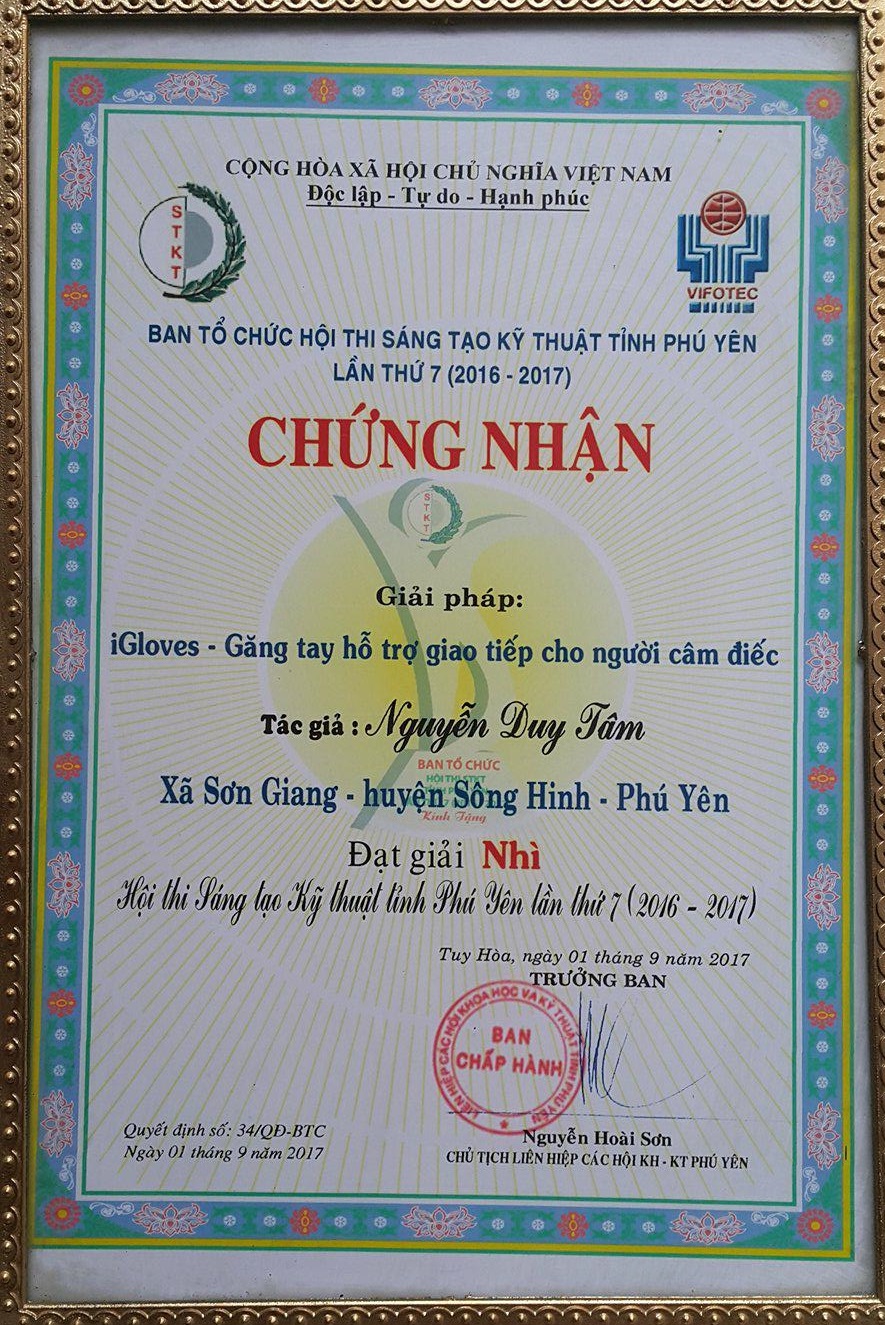 CỘNG HÒA XÃ HỘI CHỦ NGHĨA VIỆT NAM
Độc lập - Tự do - Hạnh phúc
STKT
VIFOTEC
BAN TỔ CHỨC HỘI THI SÁNG TẠO KỸ THUẬT TỈNH PHÚ YÊN
LẦN THỨ 7 (2016 - 2017)
CHỨNG NHẬN
STKT
Giải pháp:
iGloves - Găng tay hỗ trợ giao tiếp cho người câm điếc
Tác giả : Nguyễn Duy Tâm
BAN TỔ CHỨC
HỘI THI STKT
Xã Sơn Giang - huyện Sông Hinh - Phú Yên
Kính Tặng
Đạt giải Nhì
Hội thi Sáng tạo Kỹ thuật tỉnh Phú Yên lần thứ 7 (2016 - 2017)
Tuy Hòa, ngày 01 tháng 9 năm 2017
TRƯỞNG BAN
LIÊN HIỆP CÁC HỘI KHOA HỌC VÀ KỸ THUẬT TỈNH PHÚ YÊN
BAN
CHẤP HÀNH
Quyết định số: 34/QĐ-BTC
Ngày 01 tháng 9 năm 2017
Nguyễn Hoài Sơn
CHỦ TỊCH LIÊN HIỆP CÁC HỘI KH - KT PHÚ YÊN